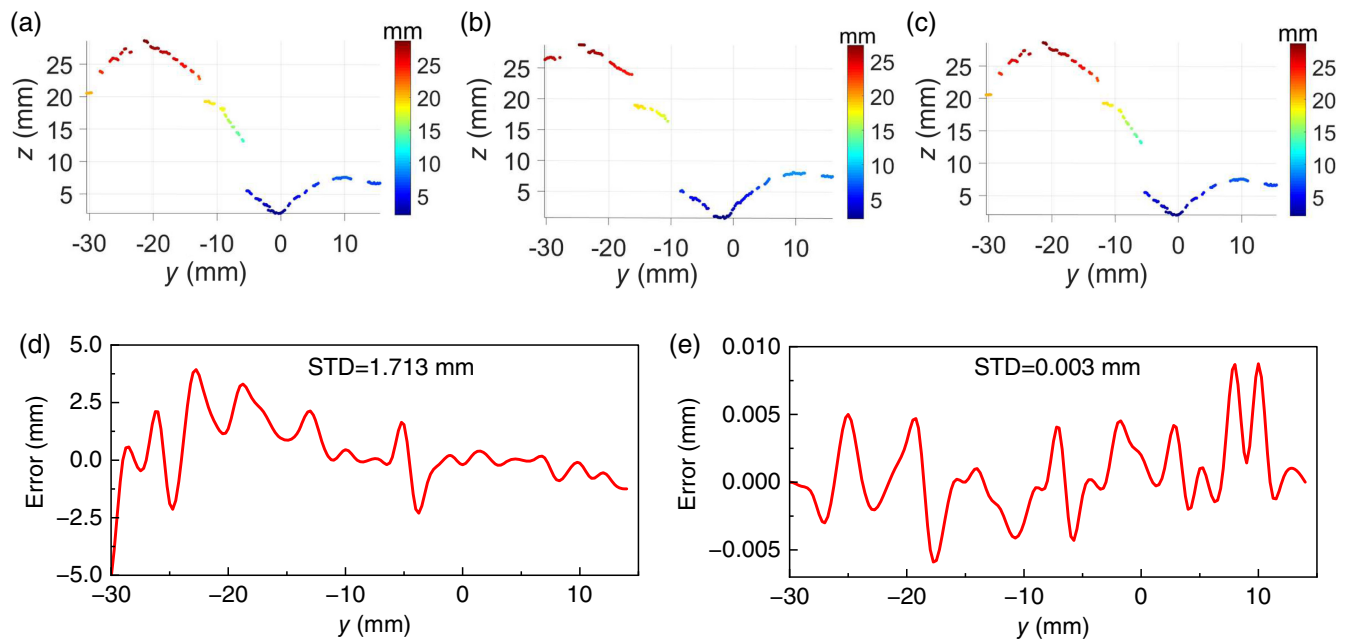 (a)
mm
z (mm)
25
20
15
10
5
-30 -20 -10 0 10
y (mm)
25
20
15
10
5
(b)
mm
z (mm)
25
20
15
10
5
-30 -20 -10 0 10
y (mm)
25
20
15
10
5
(c)
mm
z (mm)
25
20
15
10
5
-30 -20 -10 0 10
y (mm)
25
20
15
10
5
(d)
STD=1.713 mm
Error (mm)
5.0
2.5
0.0
−2.5
−5.0
−30 −20 −10 0 10
y (mm)
(e)
STD=0.003 mm
Error (mm)
0.010
0.005
0.000
−0.005
−30 −20 −10 0 10
y (mm)